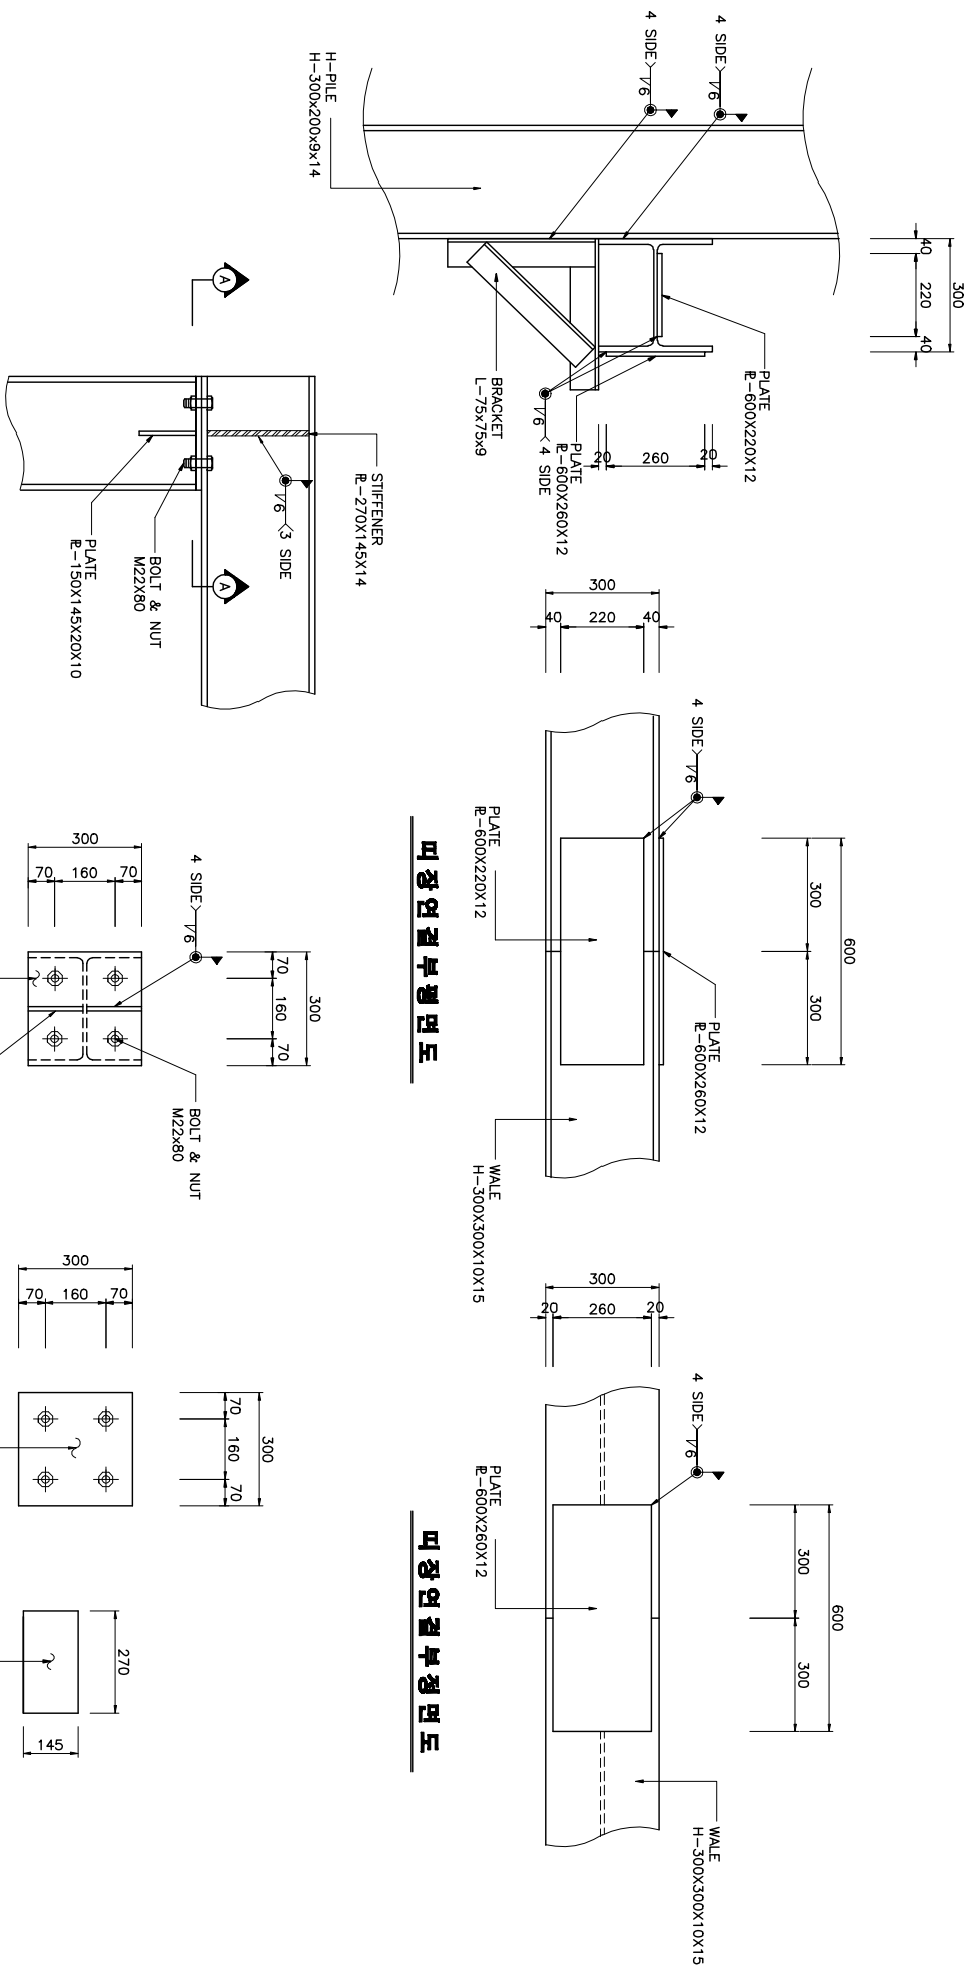 4 SIDE
6
4 SIDE
6
H-PILE
H-300x200x9x14
40
220
40
300
PLATE
PL-600X220X12
20
260
20
PLATE
PL-600X260X12
4 SIDE
6
BRACKET
L-75x75x9
300
40
220
40
4 SIDE
6
PLATE
PL-600X220X12
600
300
300
PLATE
PL-600X260X12
WALE
H-300X300X10X15
띠장연결부평면도
300
20
260
20
4 SIDE
6
PLATE
PL-600X260X12
600
300
300
WALE
H-300X300X10X15
띠장연결부정면도
A
A
STIFFENER
PL-270X145X14
3 SIDE
6
BOLT & NUT
M22X80
PLATE
PL-150X145X20X10
300
70
160
70
4 SIDE
6
300
70
160
70
BOLT & NUT
M22x80
300
70
160
70
300
70
160
70
270
145